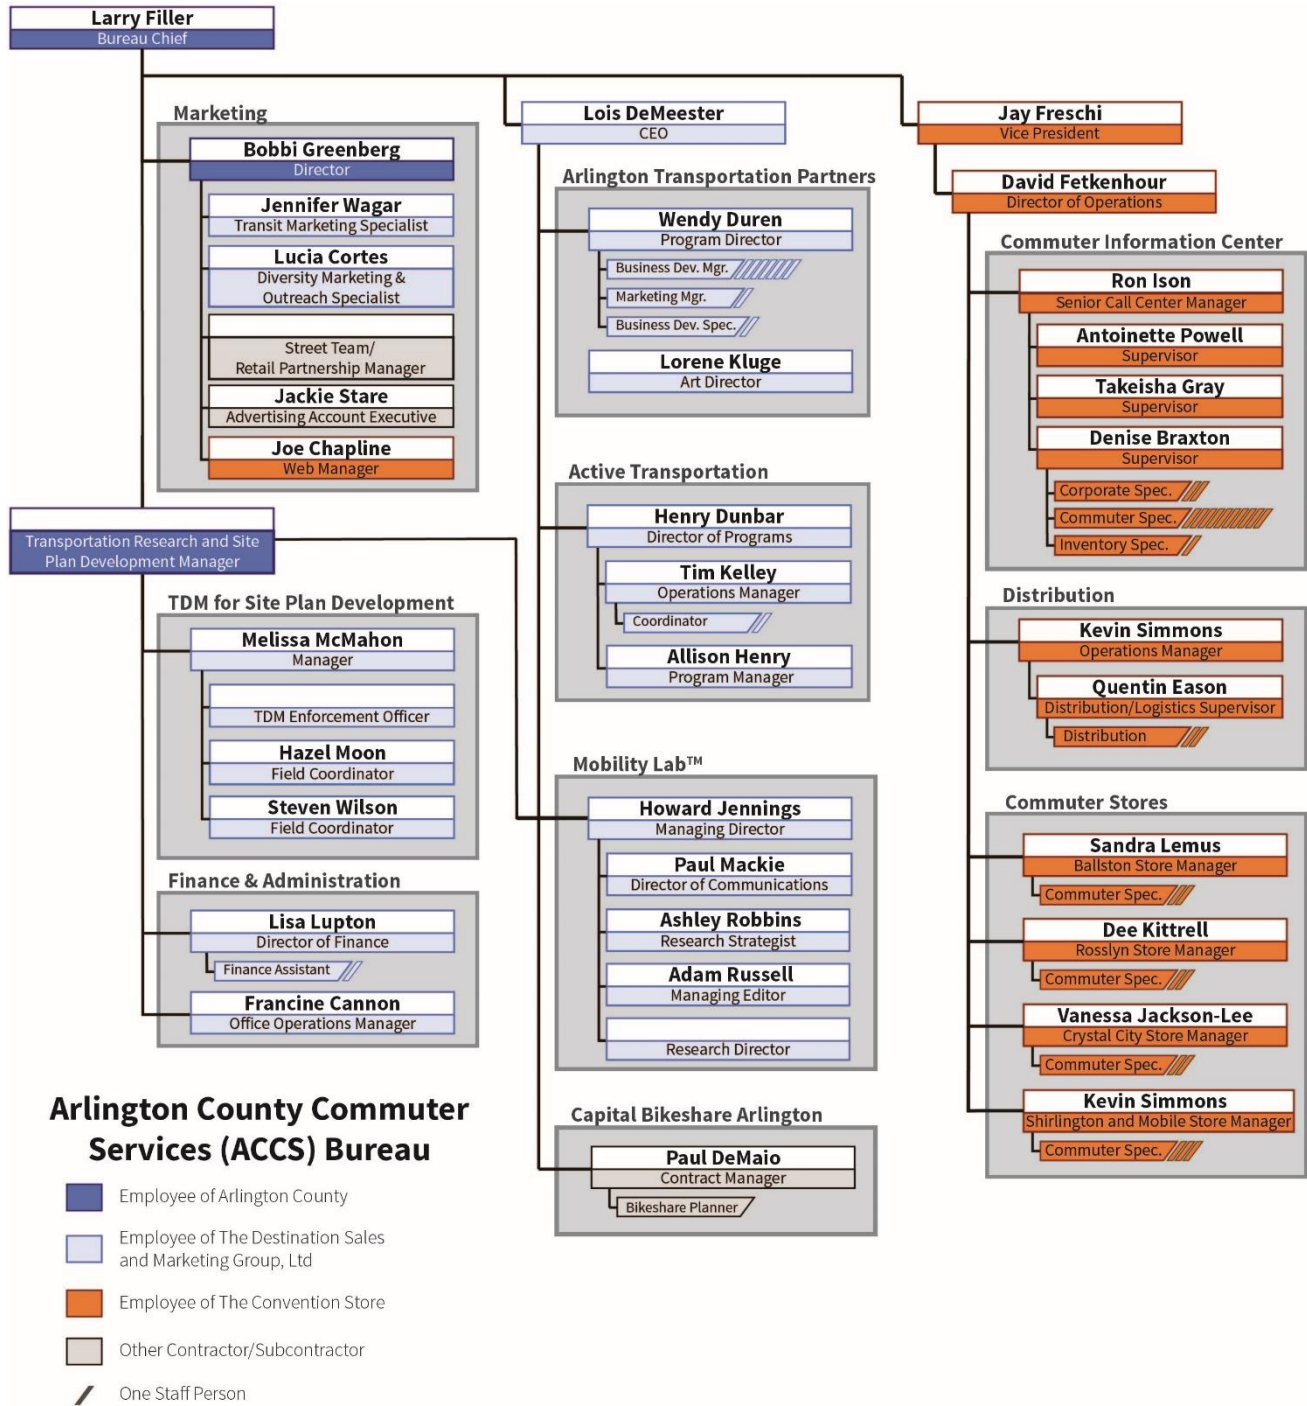 Larry Filler
Bureau Chief
Marketing
Bobbi Greenberg
Director
Jennifer Wagar
Transit Marketing Specialist
Lucia Cortes
Diversity Marketing &
Outreach Specialist
Street Team/
Retail Partnership Manager
Jackie Stare
Advertising Account Executive
Joe Chapline
Web Manager
Transportation Research and Site
Plan Development Manager
TDM for Site Plan Development
Melissa McMahon
Manager
TDM Enforcement Officer
Hazel Moon
Field Coordinator
Steven Wilson
Field Coordinator
Finance & Administration
Lisa Lupton
Director of Finance
Finance Assistant
Francine Cannon
Office Operations Manager
Lois DeMeester
CEO
Arlington Transportation Partners
Wendy Duren
Program Director
Business Dev. Mgr.
Marketing Mgr.
Business Dev. Spec.
Lorene Kluge
Art Director
Active Transportation
Henry Dunbar
Director of Programs
Tim Kelley
Operations Manager
Coordinator
Allison Henry
Program Manager
Mobility Lab™
Howard Jennings
Managing Director
Paul Mackie
Director of Communications
Ashley Robbins
Research Strategist
Adam Russell
Managing Editor
Research Director
Capital Bikeshare Arlington
Paul DeMaio
Contract Manager
Bikeshare Planner
Jay Freschi
Vice President
David Fetkenhour
Director of Operations
Commuter Information Center
Ron Ison
Senior Call Center Manager
Antoinette Powell
Supervisor
Takeisha Gray
Supervisor
Denise Braxton
Supervisor
Corporate Spec.
Commuter Spec.
Inventory Spec.
Distribution
Kevin Simmons
Operations Manager
Quentin Eason
Distribution/Logistics Supervisor
Distribution
Commuter Stores
Sandra Lemus
Ballston Store Manager
Commuter Spec.
Dee Kittrell
Rosslyn Store Manager
Commuter Spec.
Vanessa Jackson-Lee
Crystal City Store Manager
Commuter Spec.
Kevin Simmons
Shirlington and Mobile Store Manager
Commuter Spec.
Arlington County Commuter
Services (ACCS) Bureau
Employee of Arlington County
Employee of The Destination Sales
and Marketing Group, Ltd
Employee of The Convention Store
Other Contractor/Subcontractor
One Staff Person